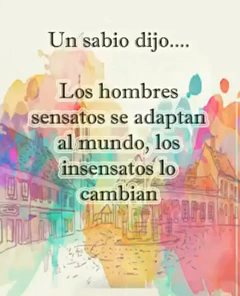 Un sabio dijo....
Los hombres
sensatos se adaptan
al mundo, los
insensatos lo
cambian